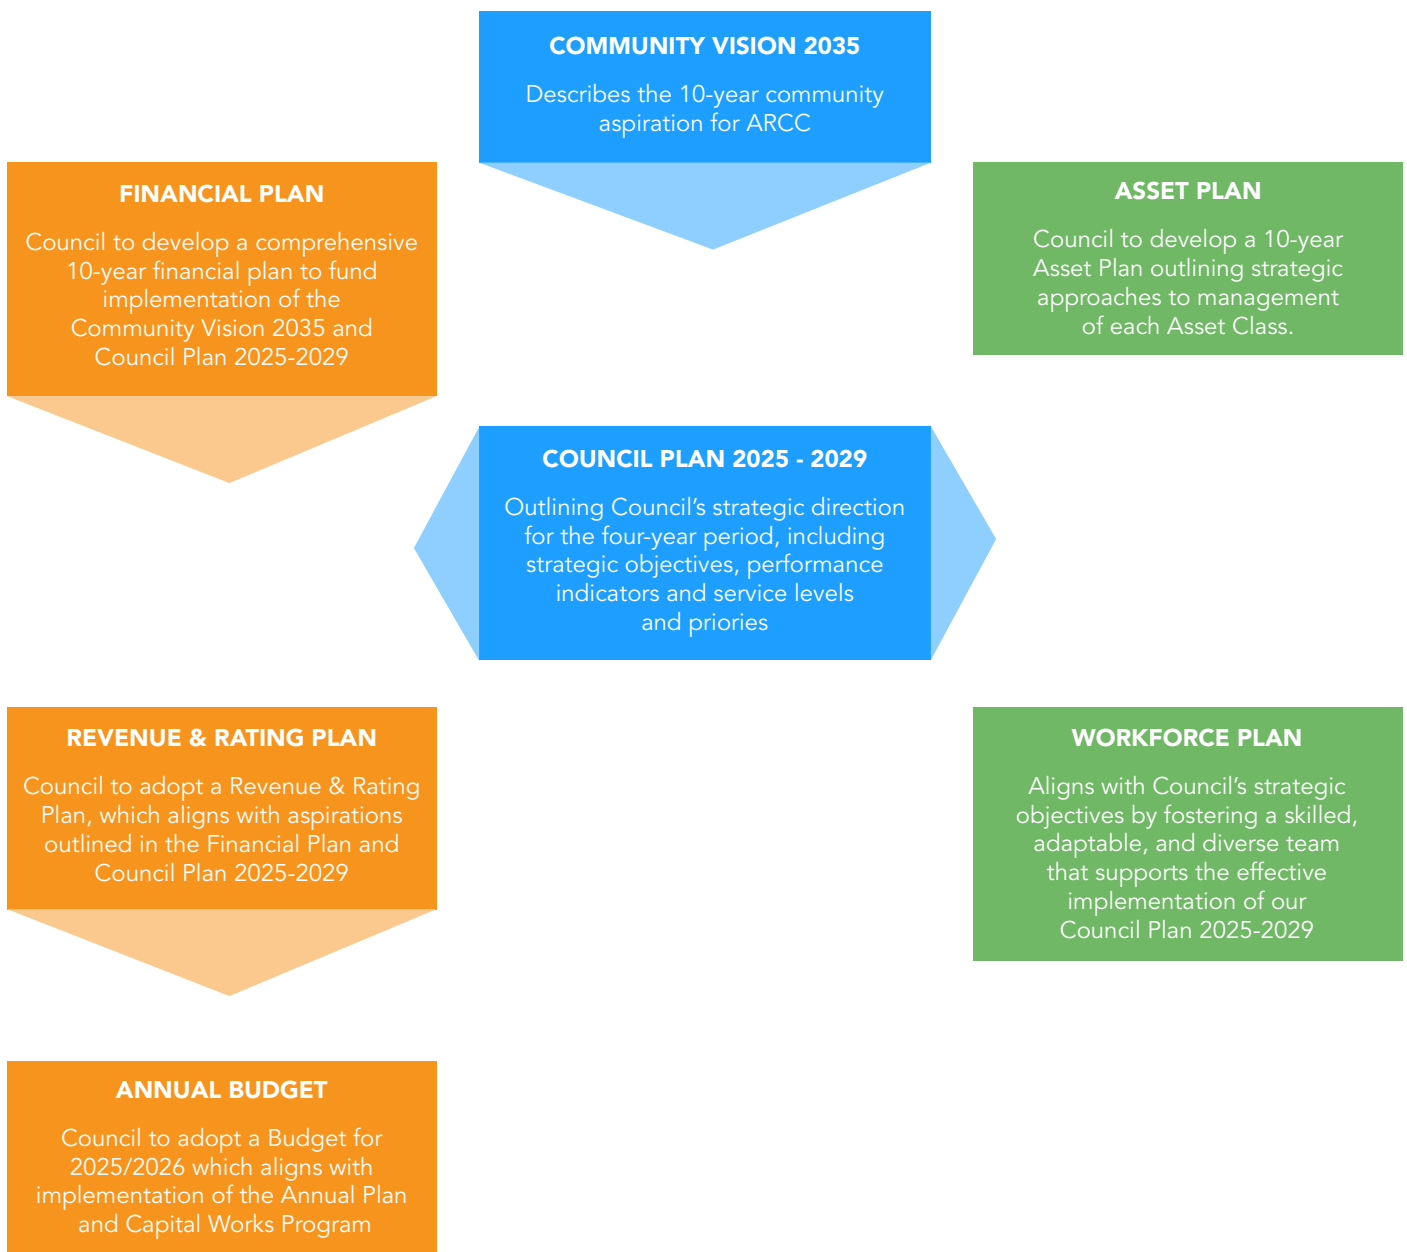 COMMUNITY VISION 2035
Describes the 10-year community
aspiration for ARCC
FINANCIAL PLAN
Council to develop a comprehensive
10-year financial plan to fund
implementation of the
Community Vision 2035 and
Council Plan 2025-2029
ASSET PLAN
Council to develop a 10-year
Asset Plan outlining strategic
approaches to management
of each Asset Class.
COUNCIL PLAN 2025 - 2029
Outlining Council’s strategic direction
for the four-year period, including
strategic objectives, performance
indicators and service levels
and priories
REVENUE & RATING PLAN
Council to adopt a Revenue & Rating
Plan, which aligns with aspirations
outlined in the Financial Plan and
Council Plan 2025-2029
WORKFORCE PLAN
Aligns with Council’s strategic
objectives by fostering a skilled,
adaptable, and diverse team
that supports the effective
implementation of our
Council Plan 2025-2029
ANNUAL BUDGET
Council to adopt a Budget for
2025/2026 which aligns with
implementation of the Annual Plan
and Capital Works Program